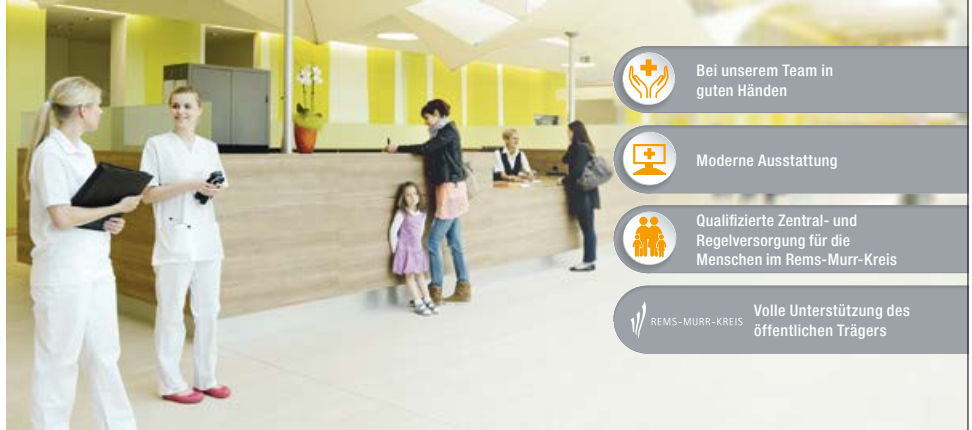 Bei unserem Team in
guten Händen
Moderne Ausstattung
Qualifizierte Zentral- und
Regelversorgung für die
Menschen im Rems-Murr-Kreis
REMS-MURR-KREIS
Volle Unterstützung des
öffentlichen Trägers